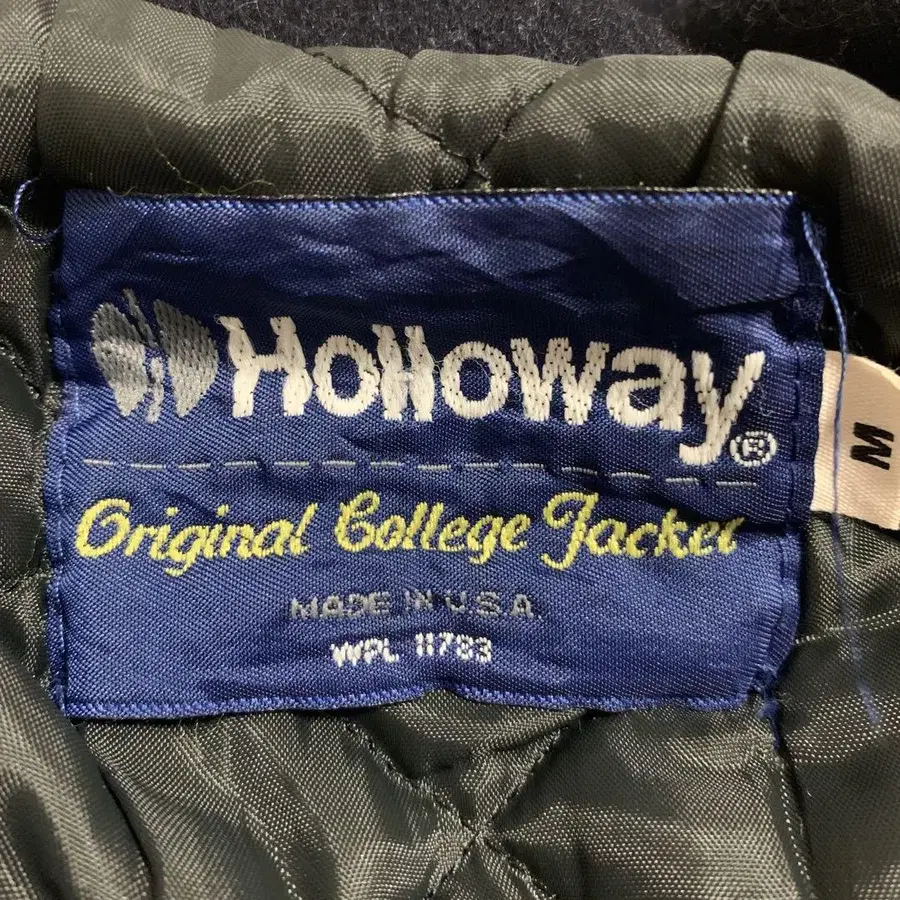 Holloway®
Original College Jacket
MADE IN U.S.A.
WPL 11783
M